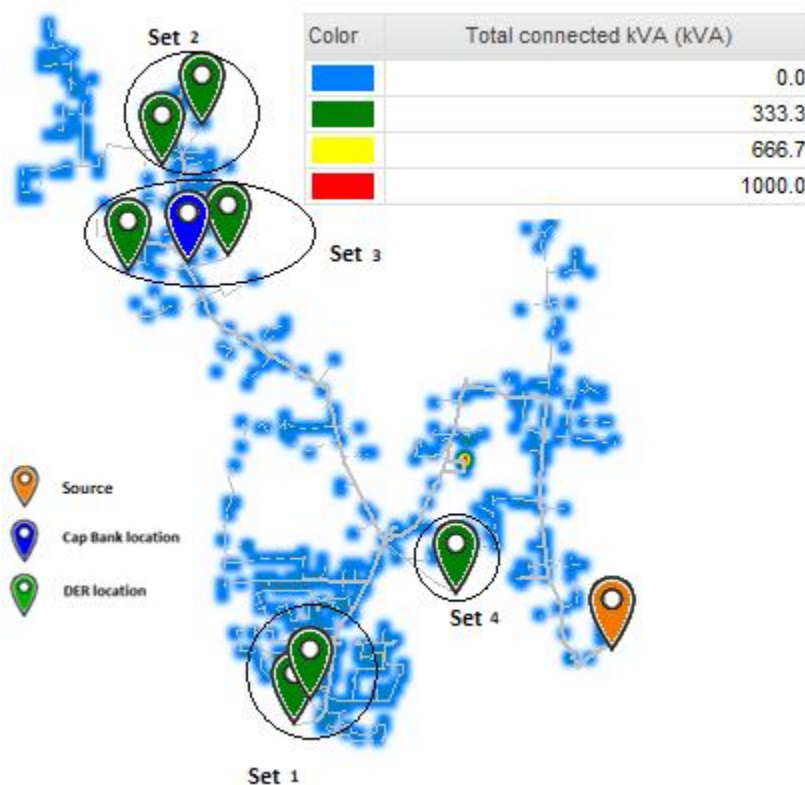 Set 2
Color Total connected kVA (kVA)
0.0
333.3
666.7
1000.0
Set 3
Source
Cap Bank location
DER location
Set 4
Set 1